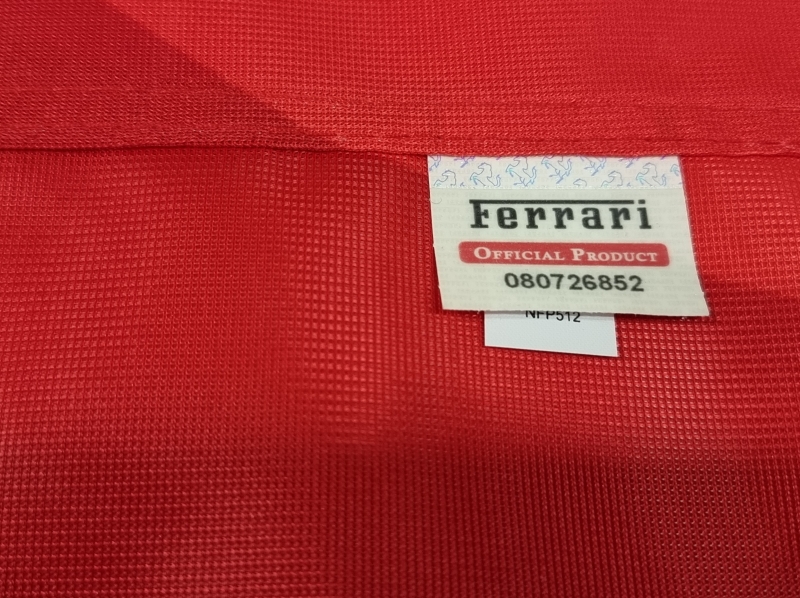 Ferrari
OFFICIAL PRODUCT
080726852
NFP512